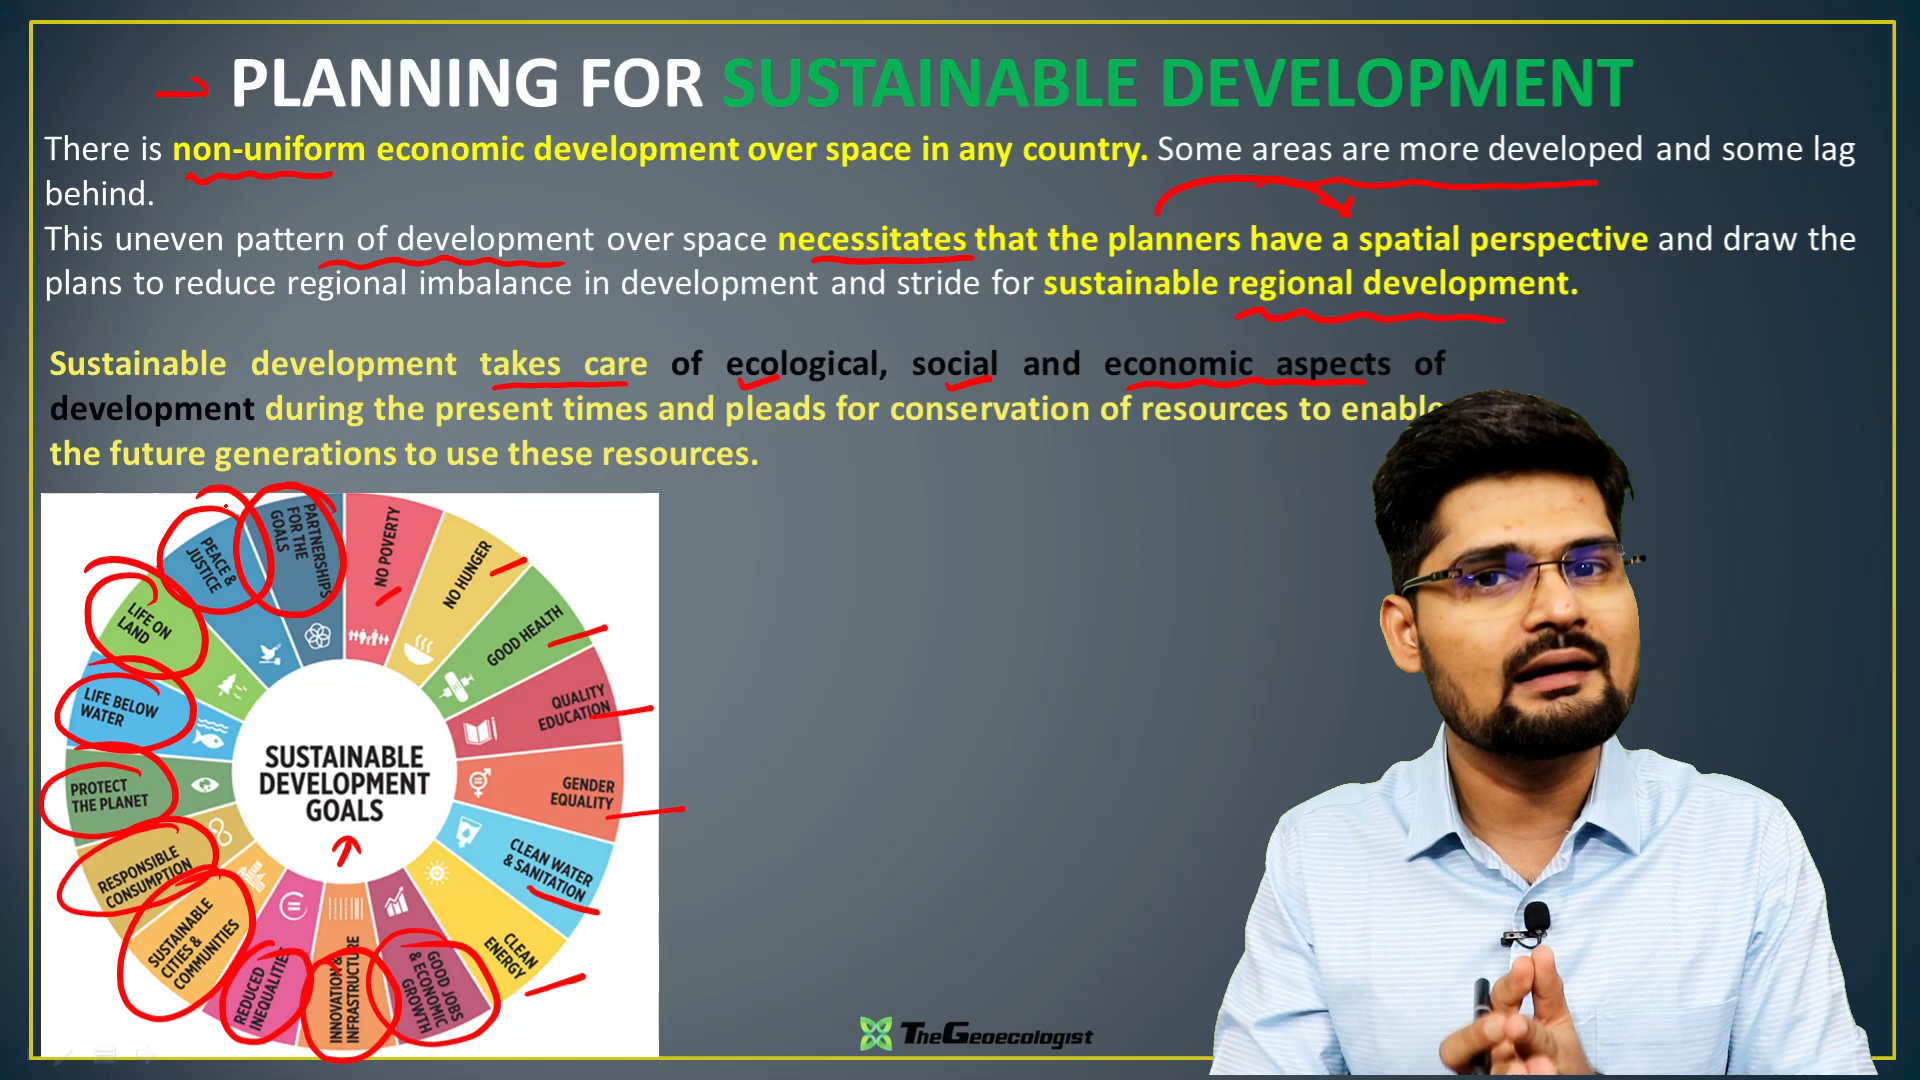 PLANNING FOR SUSTAINABLE DEVELOPMENT
There is non-uniform economic development over space in any country. Some areas are more developed and some lag
behind.
This uneven pattern of development over space necessitates that the planners have a spatial perspective and draw the
plans to reduce regional imbalance in development and stride for sustainable regional development.
Sustainable development takes care of ecological, social and economic aspects of
development during the present times and pleads for conservation of resources to enable
the future generations to use these resources.
NO POVERTY
NO HUNGER
GOOD HEALTH
QUALITY
EDUCATION
GENDER
EQUALITY
CLEAN WATER
& SANITATION
CLEAN
ENERGY
GOOD JOBS
& ECONOMIC
GROWTH
INNOVATION &
INFRASTRUCTURE
REDUCED
INEQUALITIES
SUSTAINABLE
CITIES &
COMMUNITIES
RESPONSIBLE
CONSUMPTION
PROTECT
THE PLANET
LIFE BELOW
WATER
LIFE ON
LAND
PEACE &
JUSTICE
PARTNERSHIPS
FOR THE
GOALS
SUSTAINABLE
DEVELOPMENT
GOALS
THEGEOECOLOGIST